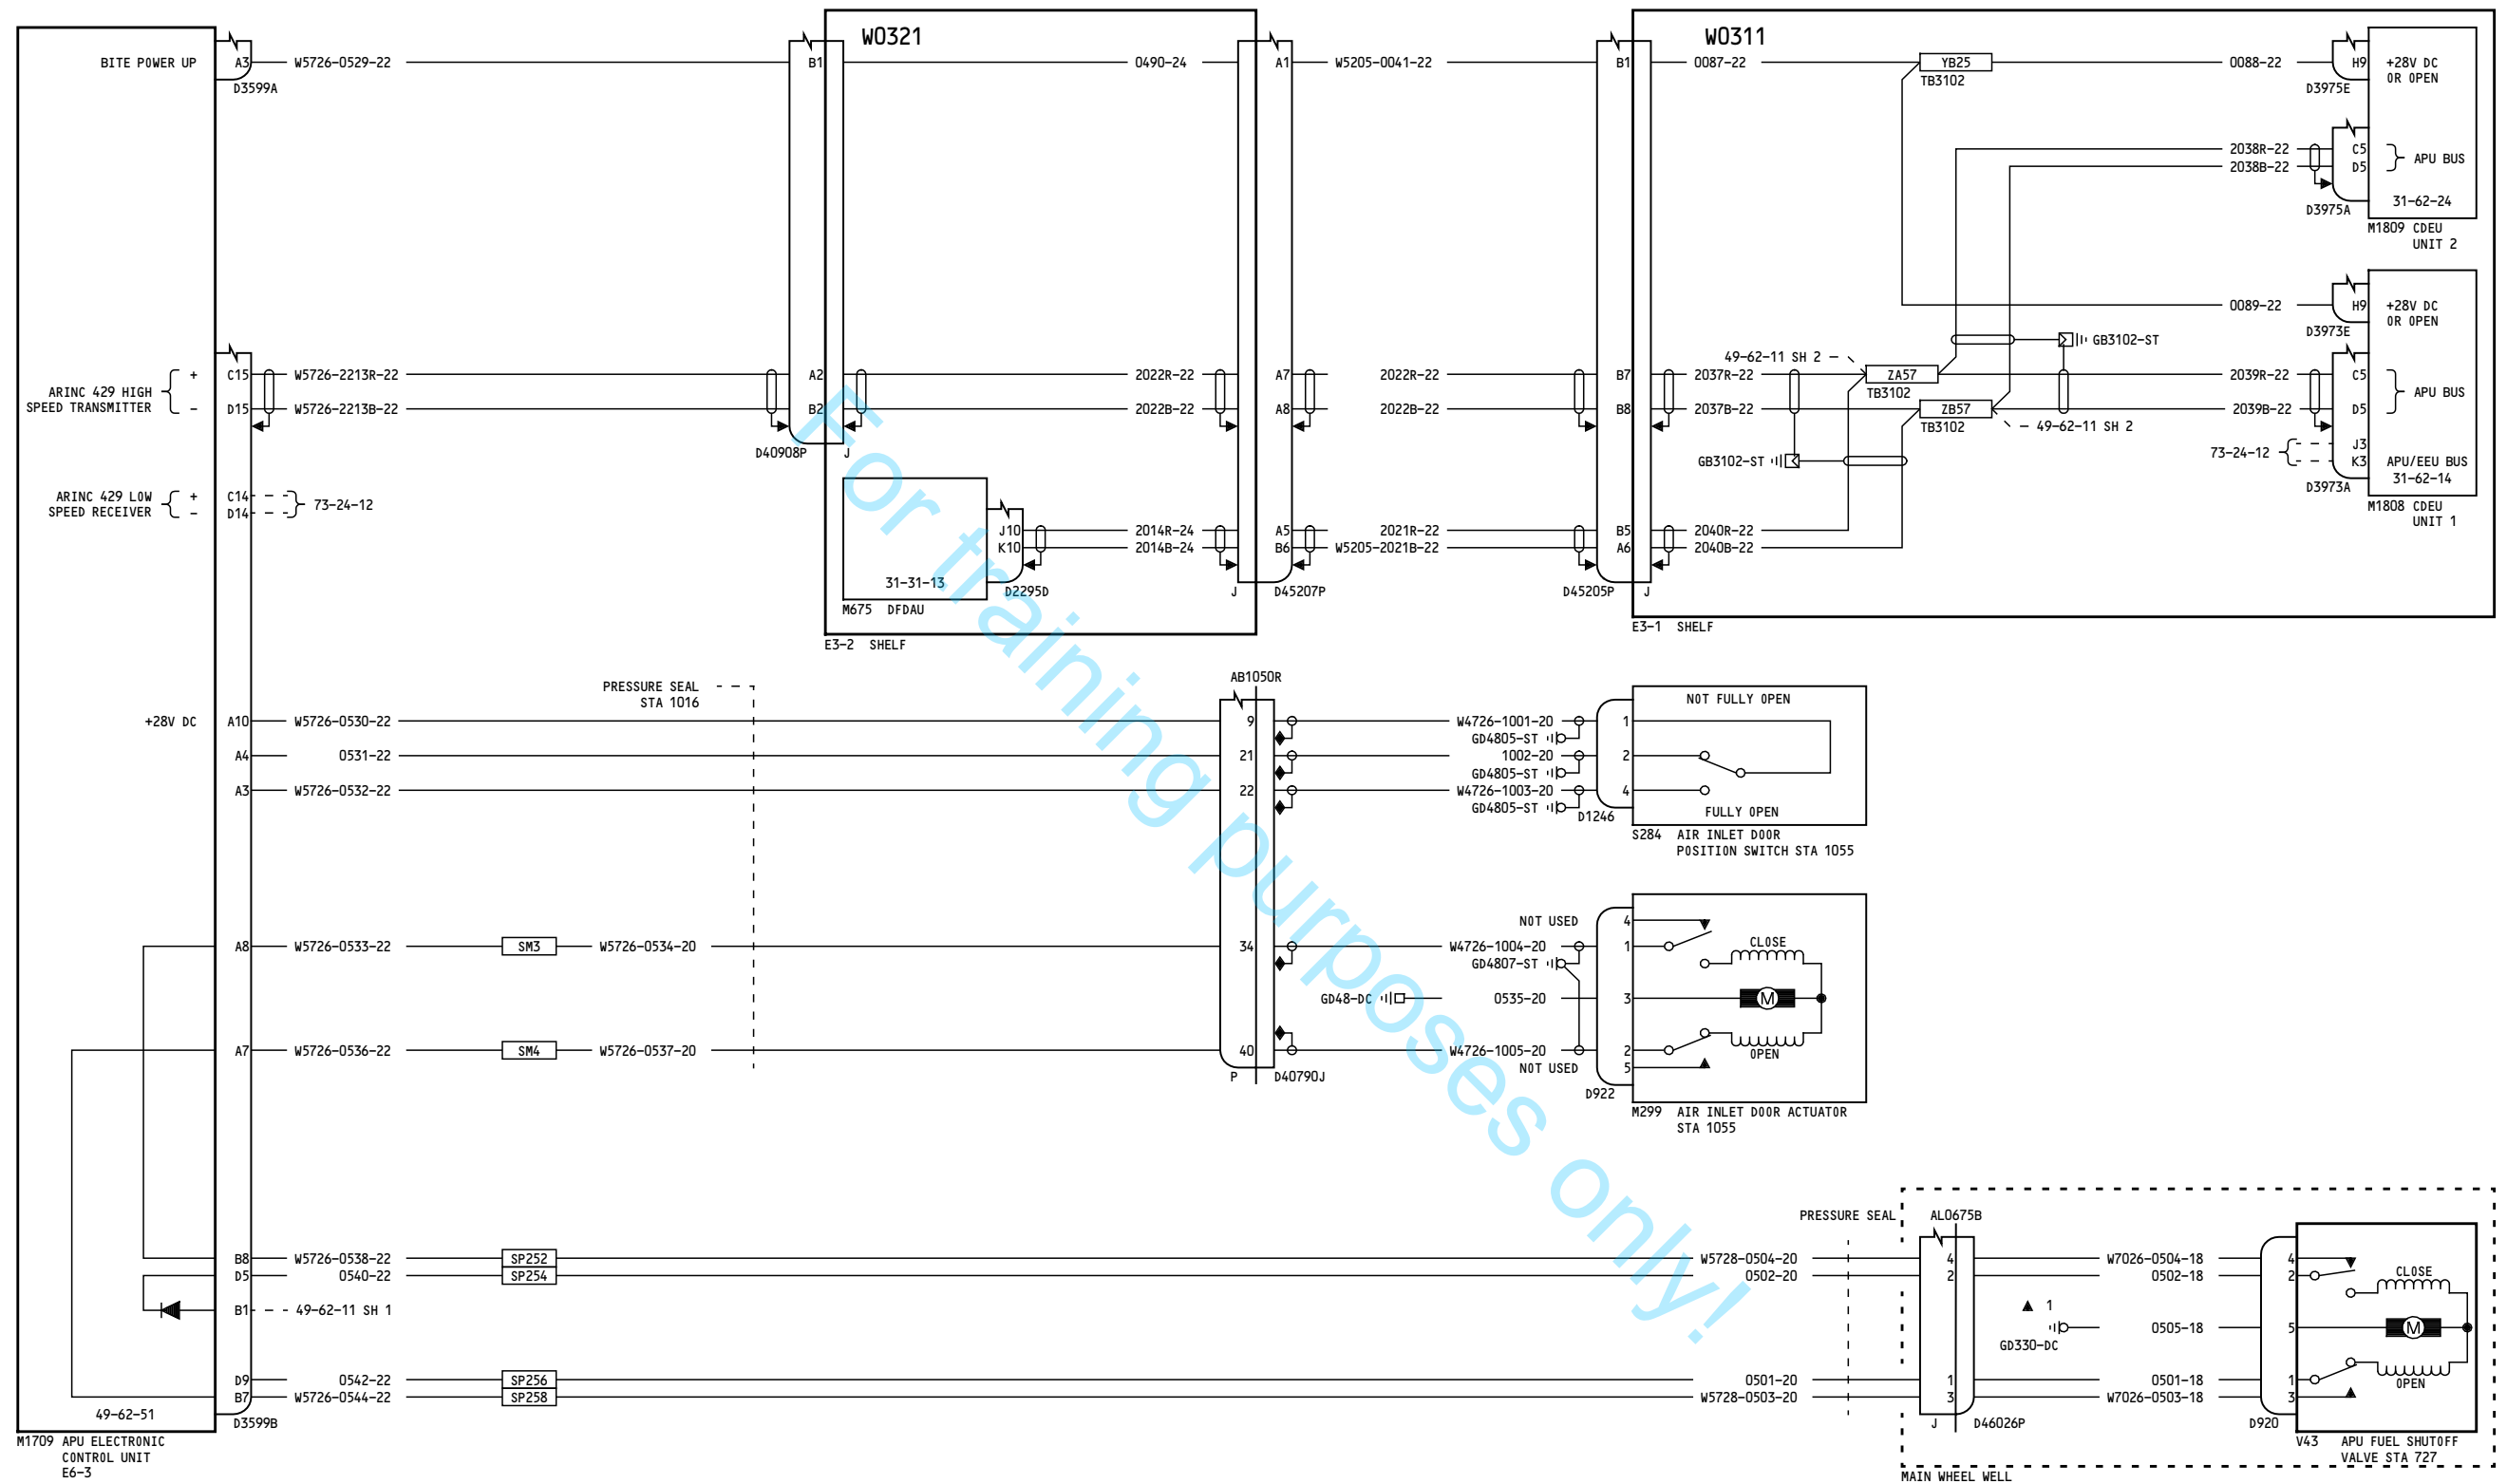 W0321
W0311
BITE POWER UP
A3
W5726-0529-22
D3599A
B1
0490-24
A1
W5205-0041-22
B1
0087-22
YB25
TB3102
0088-22
H9
+28V DC
OR OPEN
D3975E
2038R-22
2038B-22
C5
D5
APU BUS
D3975A
31-62-24
M1809 CDEU
UNIT 2
0089-22
H9
+28V DC
OR OPEN
D3973E
GB3102-ST
49-62-11 SH 2
ARINC 429 HIGH
SPEED TRANSMITTER
+
-
C15
D15
W5726-2213R-22
W5726-2213B-22
A2
B2
D40908P
J
2022R-22
2022B-22
A7
A8
2022R-22
2022B-22
B7
B8
2037R-22
2037B-22
ZA57
TB3102
ZB57
TB3102
49-62-11 SH 2
2039R-22
2039B-22
C5
D5
APU BUS
73-24-12
J3
K3
APU/EEU BUS
31-62-14
D3973A
M1808 CDEU
UNIT 1
GB3102-ST
ARINC 429 LOW
SPEED RECEIVER
+
-
C14
D14
73-24-12
J10
K10
2014R-24
2014B-24
A5
B6
2021R-22
W5205-2021B-22
B5
A6
2040R-22
2040B-22
31-31-13
D2295D
M675 DFDAU
J
D45207P
D45205P
J
E3-2 SHELF
E3-1 SHELF
PRESSURE SEAL
STA 1016
AB1050R
+28V DC
A10
W5726-0530-22
9
W4726-1001-20
GD4805-ST
1
NOT FULLY OPEN
A4
0531-22
21
1002-20
GD4805-ST
2
A3
W5726-0532-22
22
W4726-1003-20
GD4805-ST
4
D1246
FULLY OPEN
S284 AIR INLET DOOR
POSITION SWITCH STA 1055
NOT USED
4
A8
W5726-0533-22
SM3
W5726-0534-20
34
W4726-1004-20
GD4807-ST
1
CLOSE
GD48-DC
0535-20
3
M
A7
W5726-0536-22
SM4
W5726-0537-20
40
W4726-1005-20
2
OPEN
NOT USED
5
P
D40790J
D922
M299 AIR INLET DOOR ACTUATOR
STA 1055
PRESSURE SEAL
AL0675B
B8
W5726-0538-22
SP252
W5728-0504-20
4
W7026-0504-18
4
D5
0540-22
SP254
0502-20
2
0502-18
2
CLOSE
B1
49-62-11 SH 1
1
GD330-DC
0505-18
5
M
D9
0542-22
SP256
0501-20
1
0501-18
1
OPEN
B7
W5726-0544-22
SP258
W5728-0503-20
3
W7026-0503-18
3
49-62-51
D3599B
J
D46026P
D920
M1709 APU ELECTRONIC
CONTROL UNIT
E6-3
V43 APU FUEL SHUTOFF
VALVE STA 727
MAIN WHEEL WELL
For training purposes only!